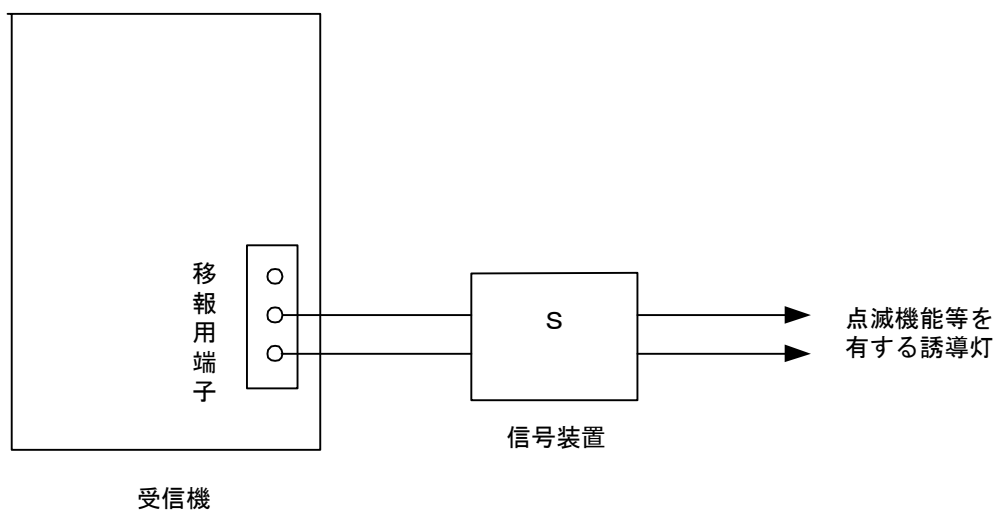 移報用端子
S
点滅機能等を
有する誘導灯
信号装置
受信機